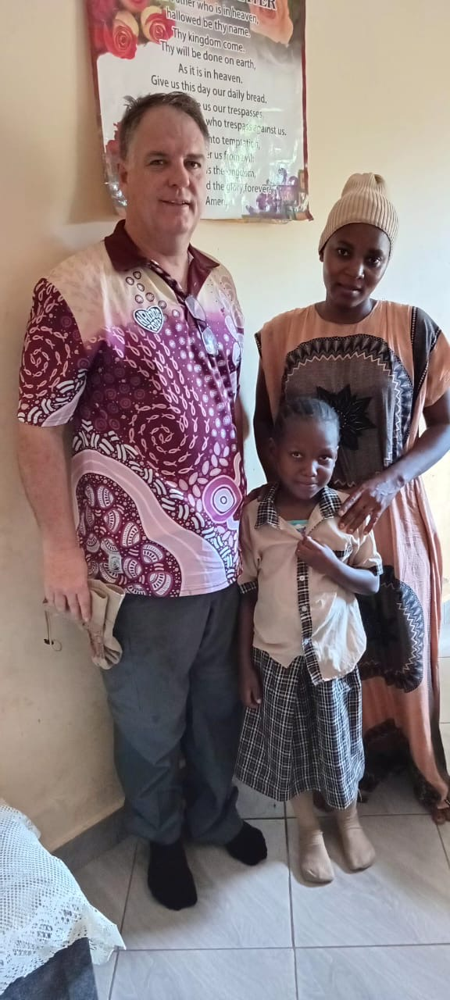 who is in heaven,
hallowed be thy name.
Thy kingdom come.
Thy will be done on earth,
As it is in heaven.
Give us this day our daily bread,
us our trespasses,
who trespass against us.
temptation,
us from evil:
is the kingdom,
the glory, forever